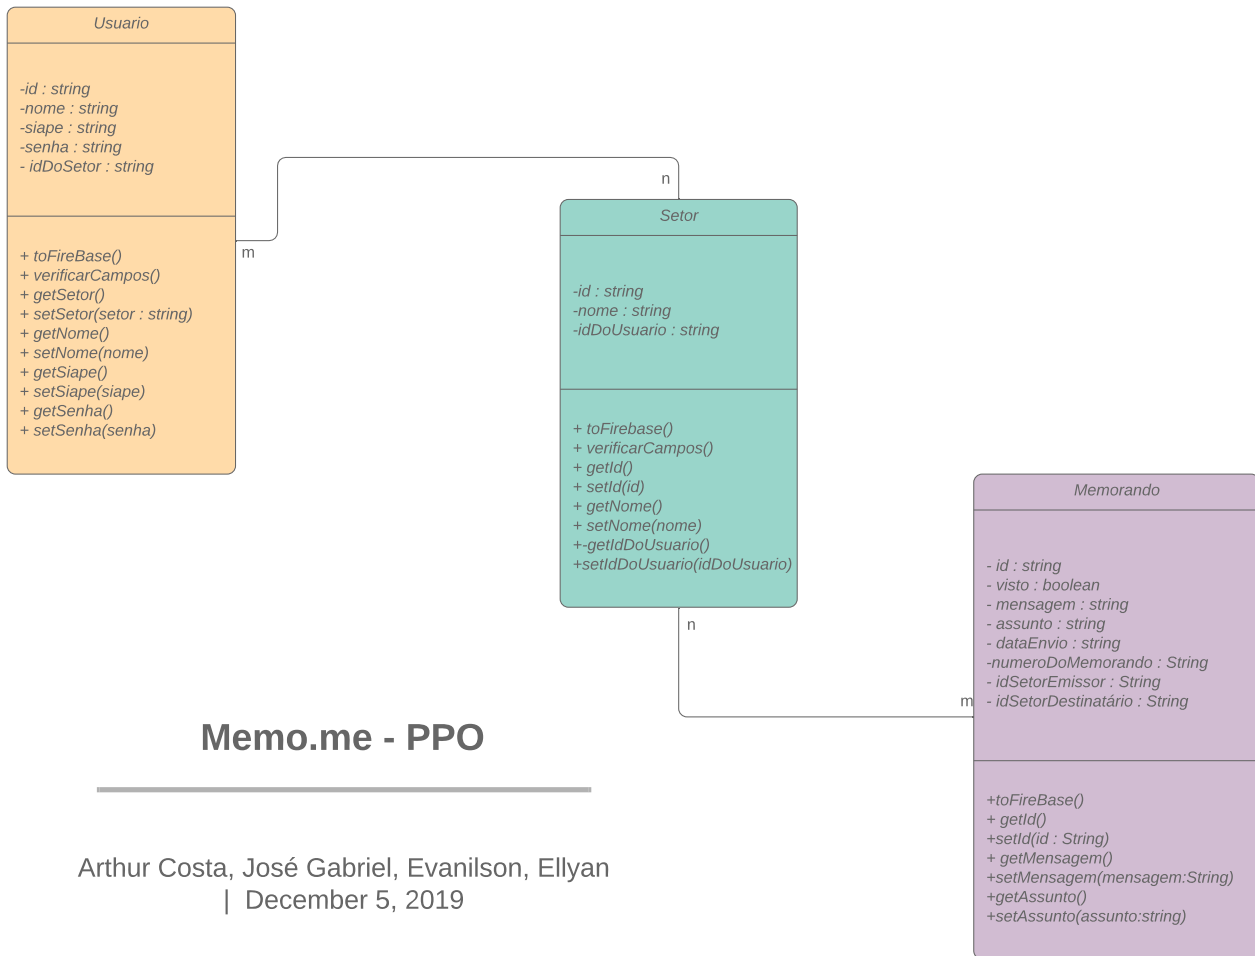 Usuario
-id : string
-nome : string
-siape : string
-senha : string
- idDoSetor : string
+ toFireBase()
+ verificarCampos()
+ getSetor()
+ setSetor(setor : string)
+ getNome()
+ setNome(nome)
+ getSiape()
+ setSiape(siape)
+ getSenha()
+ setSenha(senha)
m
n
Setor
-id : string
-nome : string
-idDoUsuario : string
+ toFirebase()
+ verificarCampos()
+ getId()
+ setId(id)
+ getNome()
+ setNome(nome)
+-getIdDoUsuario()
+setIdDoUsuario(idDoUsuario)
n
m
Memorando
- id : string
- visto : boolean
- mensagem : string
- assunto : string
- dataEnvio : string
-numeroDoMemorando : String
- idSetorEmissor : String
- idSetorDestinatário : String
+toFireBase()
+ getId()
+setId(id : String)
+ getMensagem()
+setMensagem(mensagem:String)
+getAssunto()
+setAssunto(assunto:string)
Memo.me - PPO
Arthur Costa, José Gabriel, Evanilson, Ellyan
| December 5, 2019